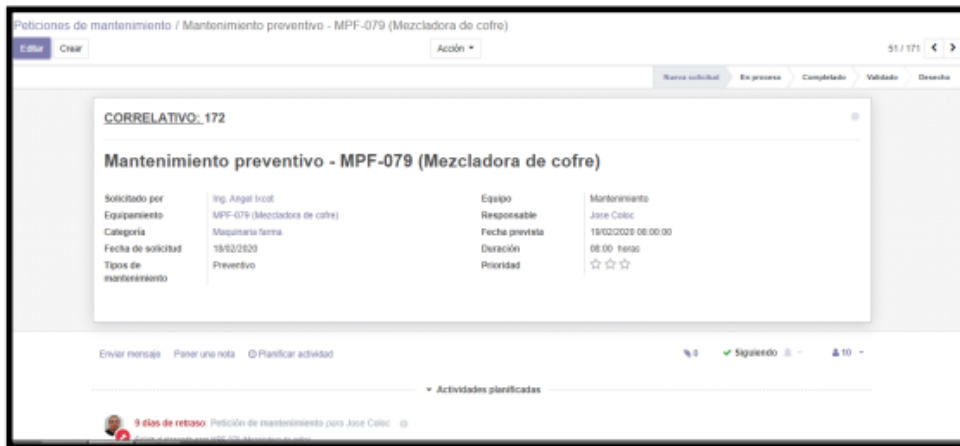 Peticiones de mantenimiento / Mantenimiento preventivo - MPF-079 (Mezcladora de cofre)
Editar Crear Acción 51 / 171
Nueva solicitud En proceso Completado Validado Desecho
CORRELATIVO: 172
Mantenimiento preventivo - MPF-079 (Mezcladora de cofre)
Solicitado por Ing. Angel Ixcot Equipo Mantenimiento
Equipamiento MPF-079 (Mezcladora de cofre) Responsable Jose Coloc
Categoría Maquinaria farma Fecha prevista 19/02/2020 08:00:00
Fecha de solicitud 18/02/2020 Duración 08:00 horas
Tipos de Preventivo Prioridad
mantenimiento
Enviar mensaje Poner una nota Planificar actividad 0 Siguiendo 10
Actividades planificadas
9 días de retraso: Petición de mantenimiento para Jose Coloc